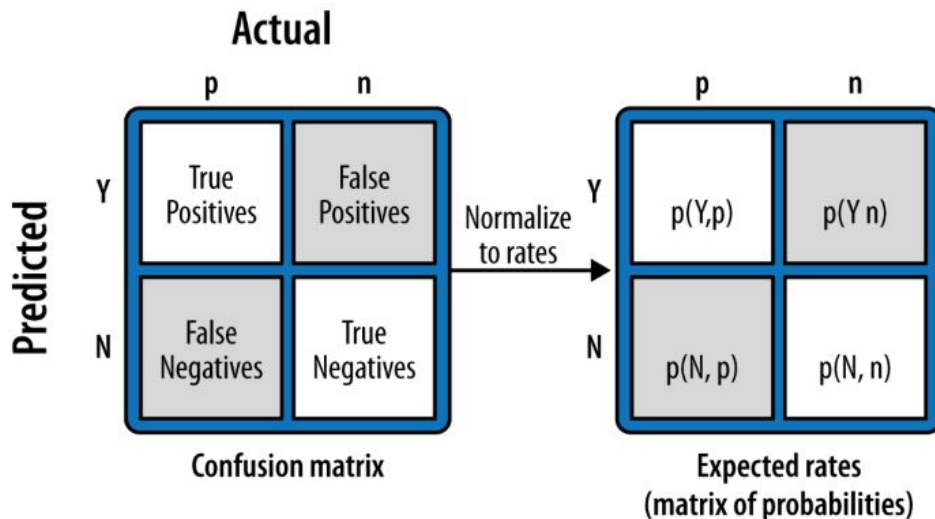 Actual
p n
p n
Predicted
Y
True
Positives
False
Positives
N
False
Negatives
True
Negatives
Normalize
to rates
Y
p(Y,p)
p(Y n)
N
p(N, p)
p(N, n)
Confusion matrix
Expected rates
(matrix of probabilities)